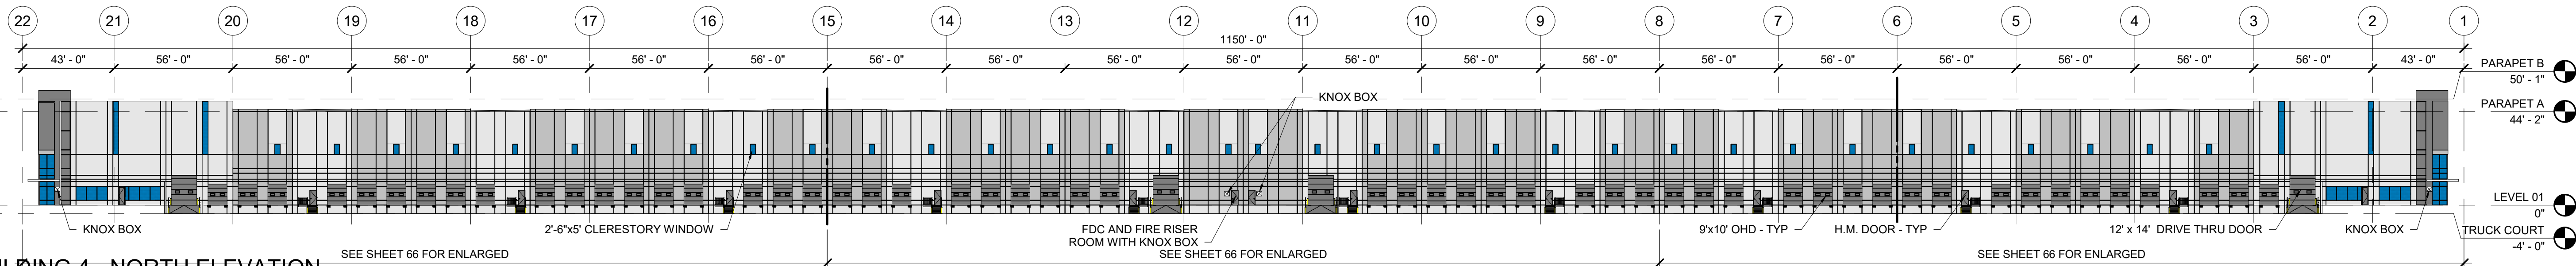 22 21 20 19 18 17 16 15 14 13 12 11 10 9 8 7 6 5 4 3 2 1
1150' - 0"
43' - 0" 56' - 0" 56' - 0" 56' - 0" 56' - 0" 56' - 0" 56' - 0" 56' - 0" 56' - 0" 56' - 0" 56' - 0" 56' - 0" 56' - 0" 56' - 0" 56' - 0" 56' - 0" 56' - 0" 56' - 0" 56' - 0" 56' - 0" 43' - 0"
PARAPET B
50' - 1"
KNOX BOX
PARAPET A
44' - 2"
LEVEL 01
0"
KNOX BOX
2'-6"x5' CLERESTORY WINDOW
FDC AND FIRE RISER
ROOM WITH KNOX BOX
9'x10' OHD - TYP
H.M. DOOR - TYP
12' x 14' DRIVE THRU DOOR
KNOX BOX
TRUCK COURT
-4' - 0"
SEE SHEET 66 FOR ENLARGED
SEE SHEET 66 FOR ENLARGED
SEE SHEET 66 FOR ENLARGED